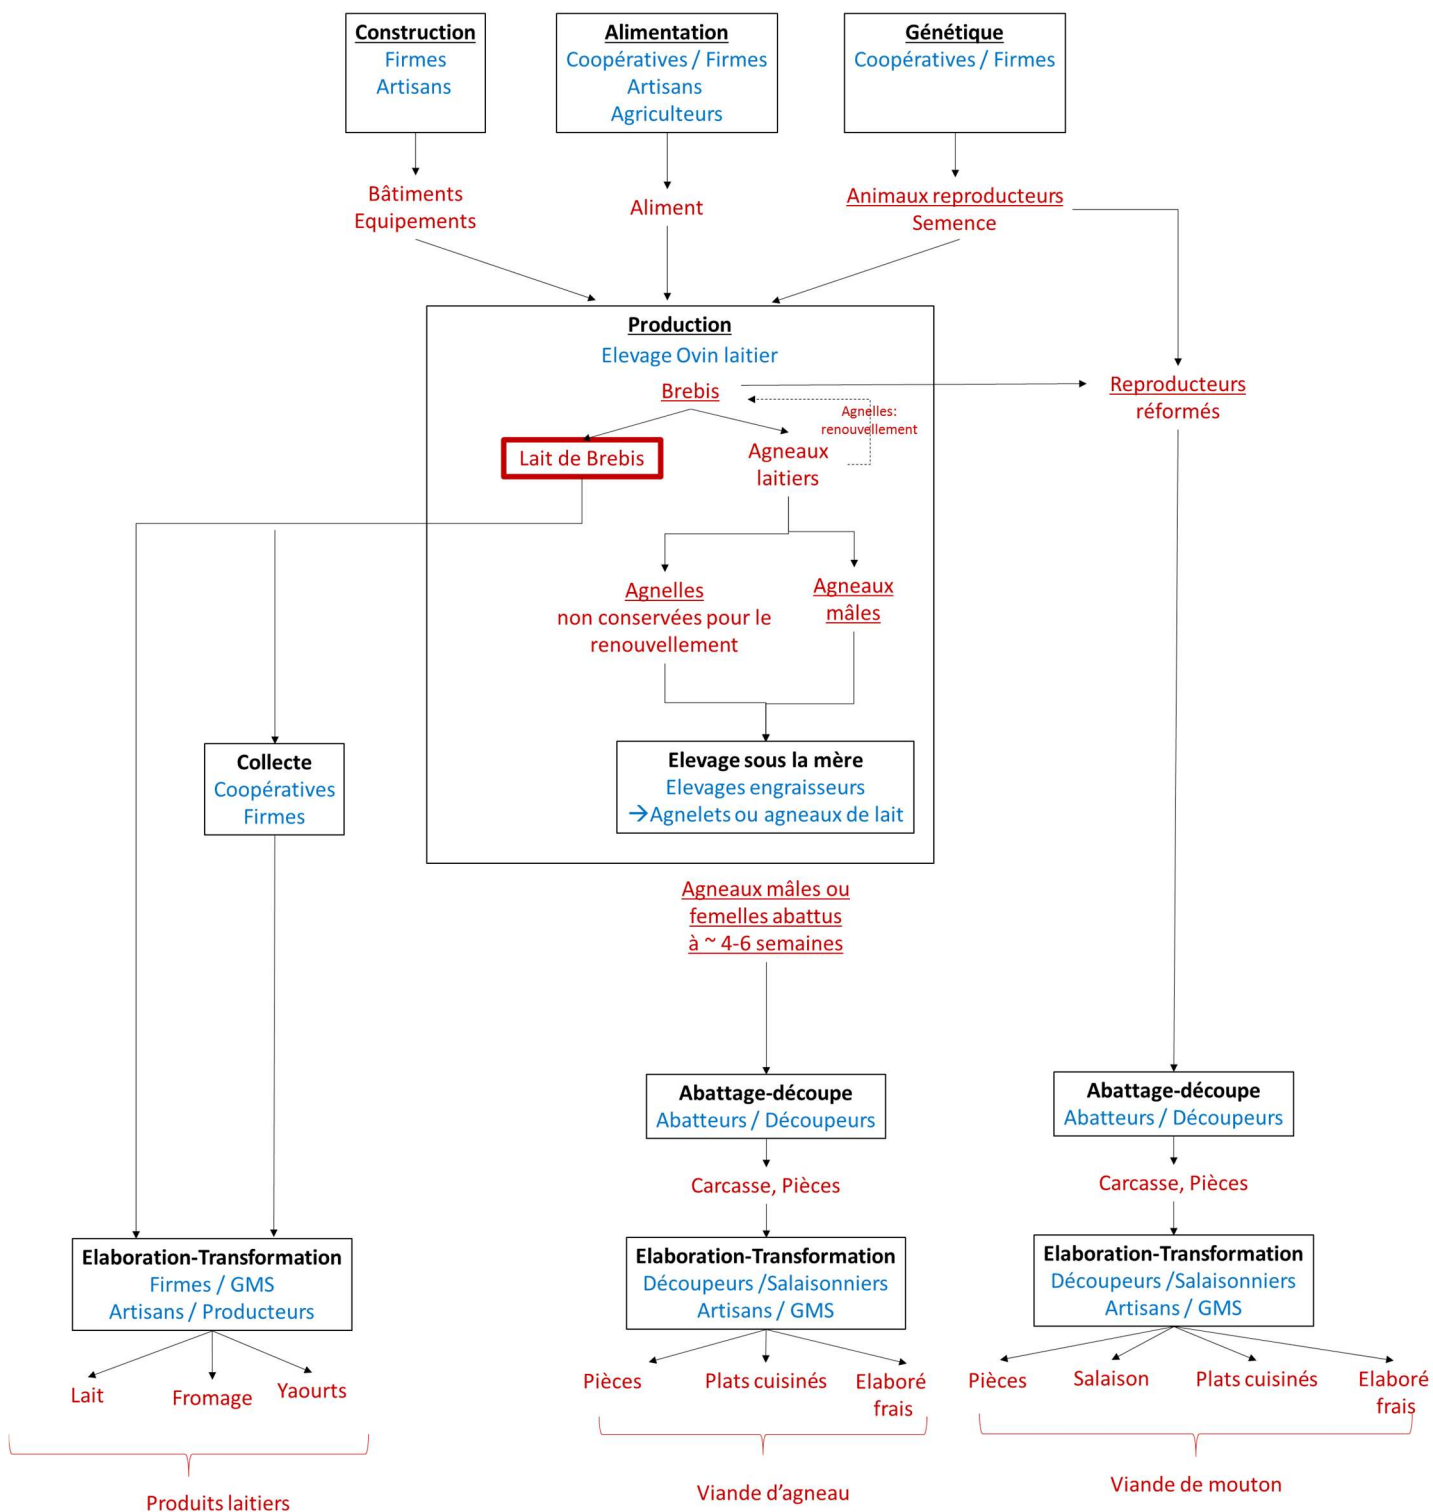 Construction
Firmes
Artisans
Alimentation
Coopératives / Firmes
Artisans
Agriculteurs
Génétique
Coopératives / Firmes
Bâtiments
Equipements
Aliment
Animaux reproducteurs
Semence
Production
Elevage Ovin laitier
Brebis
Agnelles:
renouvellement
Reproducteurs
réformés
Lait de Brebis
Agneaux
laitiers
Agnelles
non conservées pour le
renouvellement
Agneaux
mâles
Collecte
Coopératives
Firmes
Elevage sous la mère
Elevages engraisseurs
→Agnelets ou agneaux de lait
Agneaux mâles ou
femelles abattus
à ~ 4-6 semaines
Abattage-découpe
Abatteurs / Découpeurs
Abattage-découpe
Abatteurs / Découpeurs
Carcasse, Pièces
Carcasse, Pièces
Elaboration-Transformation
Firmes / GMS
Artisans / Producteurs
Elaboration-Transformation
Découpeurs /Salaisonniers
Artisans / GMS
Elaboration-Transformation
Découpeurs /Salaisonniers
Artisans / GMS
Lait
Fromage
Yaourts
Pièces
Plats cuisinés
Elaboré
frais
Pièces
Salaison
Plats cuisinés
Elaboré
frais
Produits laitiers
Viande d’agneau
Viande de mouton